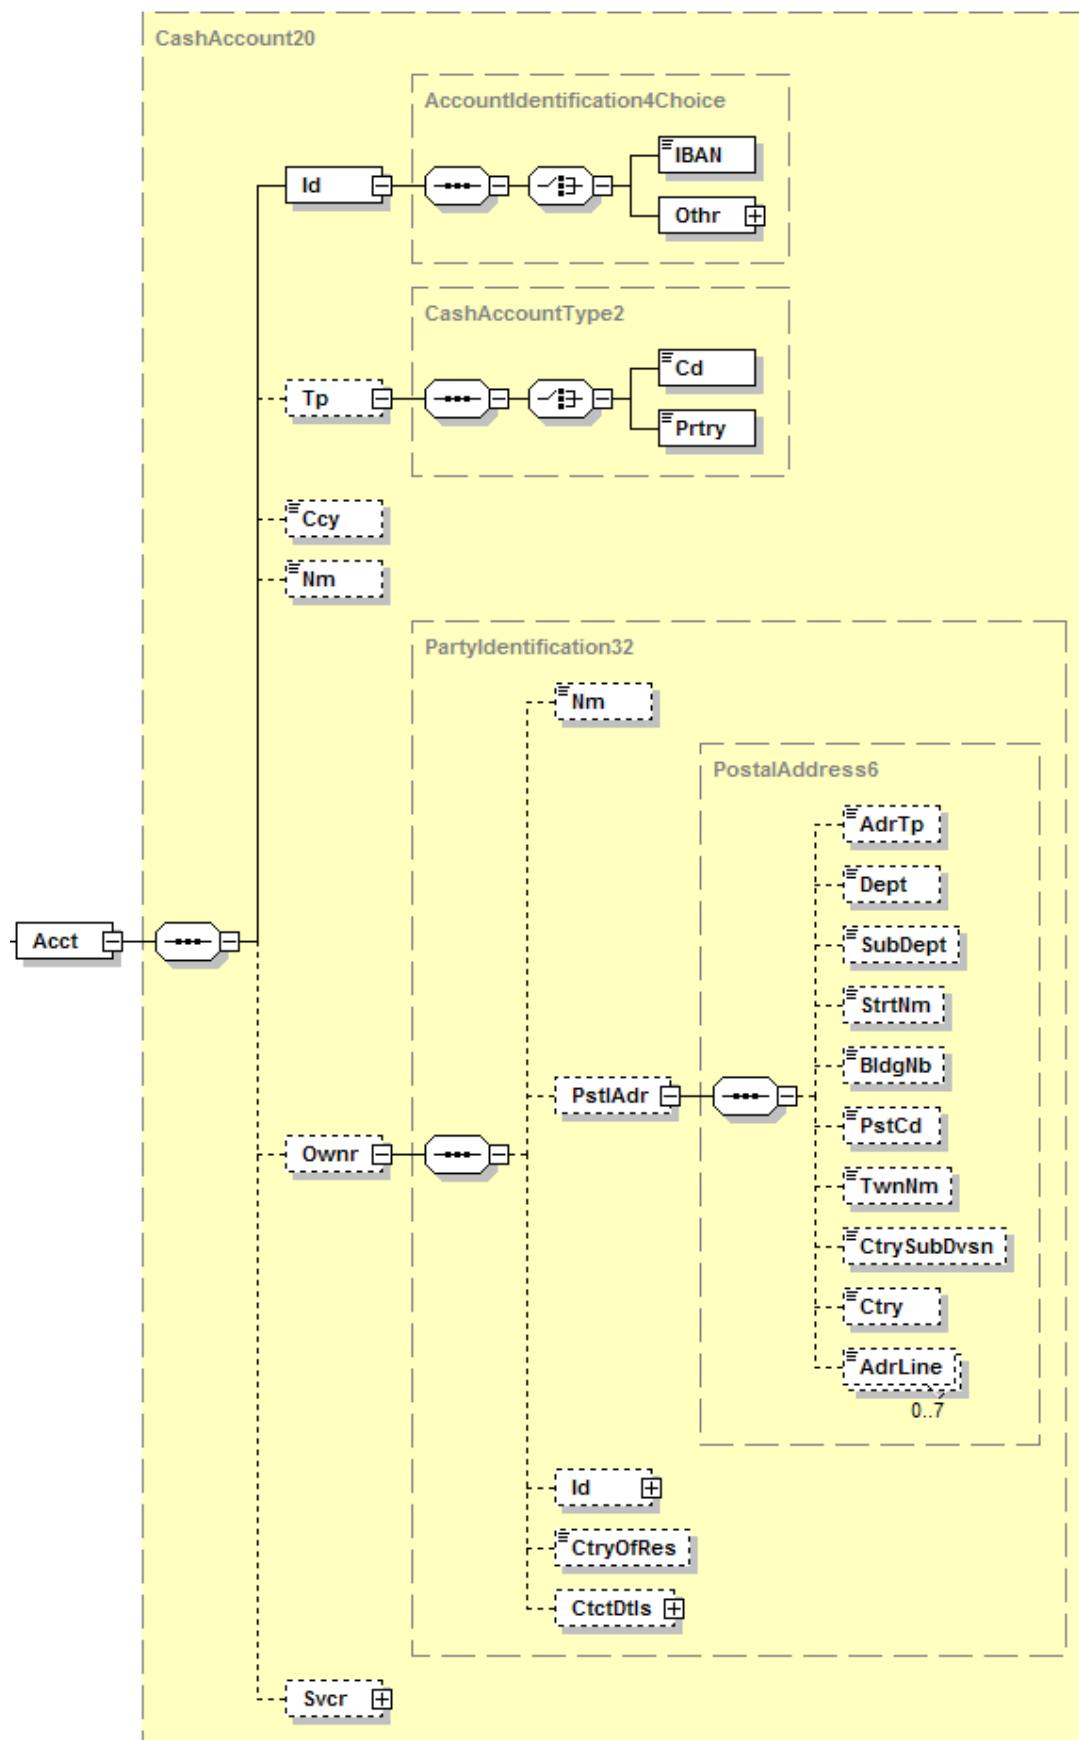 CashAccount20
AccountIdentification4Choice
IBAN
Id
Othr
CashAccountType2
Cd
Tp
Prtry
Ccy
Nm
PartyIdentification32
Nm
PostalAddress6
AdrTp
Dept
SubDept
Acct
StrtNm
BldgNb
PstlAdr
PstCd
Ownr
TwnNm
CtrySubDvsn
Ctry
AdrLine
0..7
Id
CtryOfRes
CtctDtls
Svcr